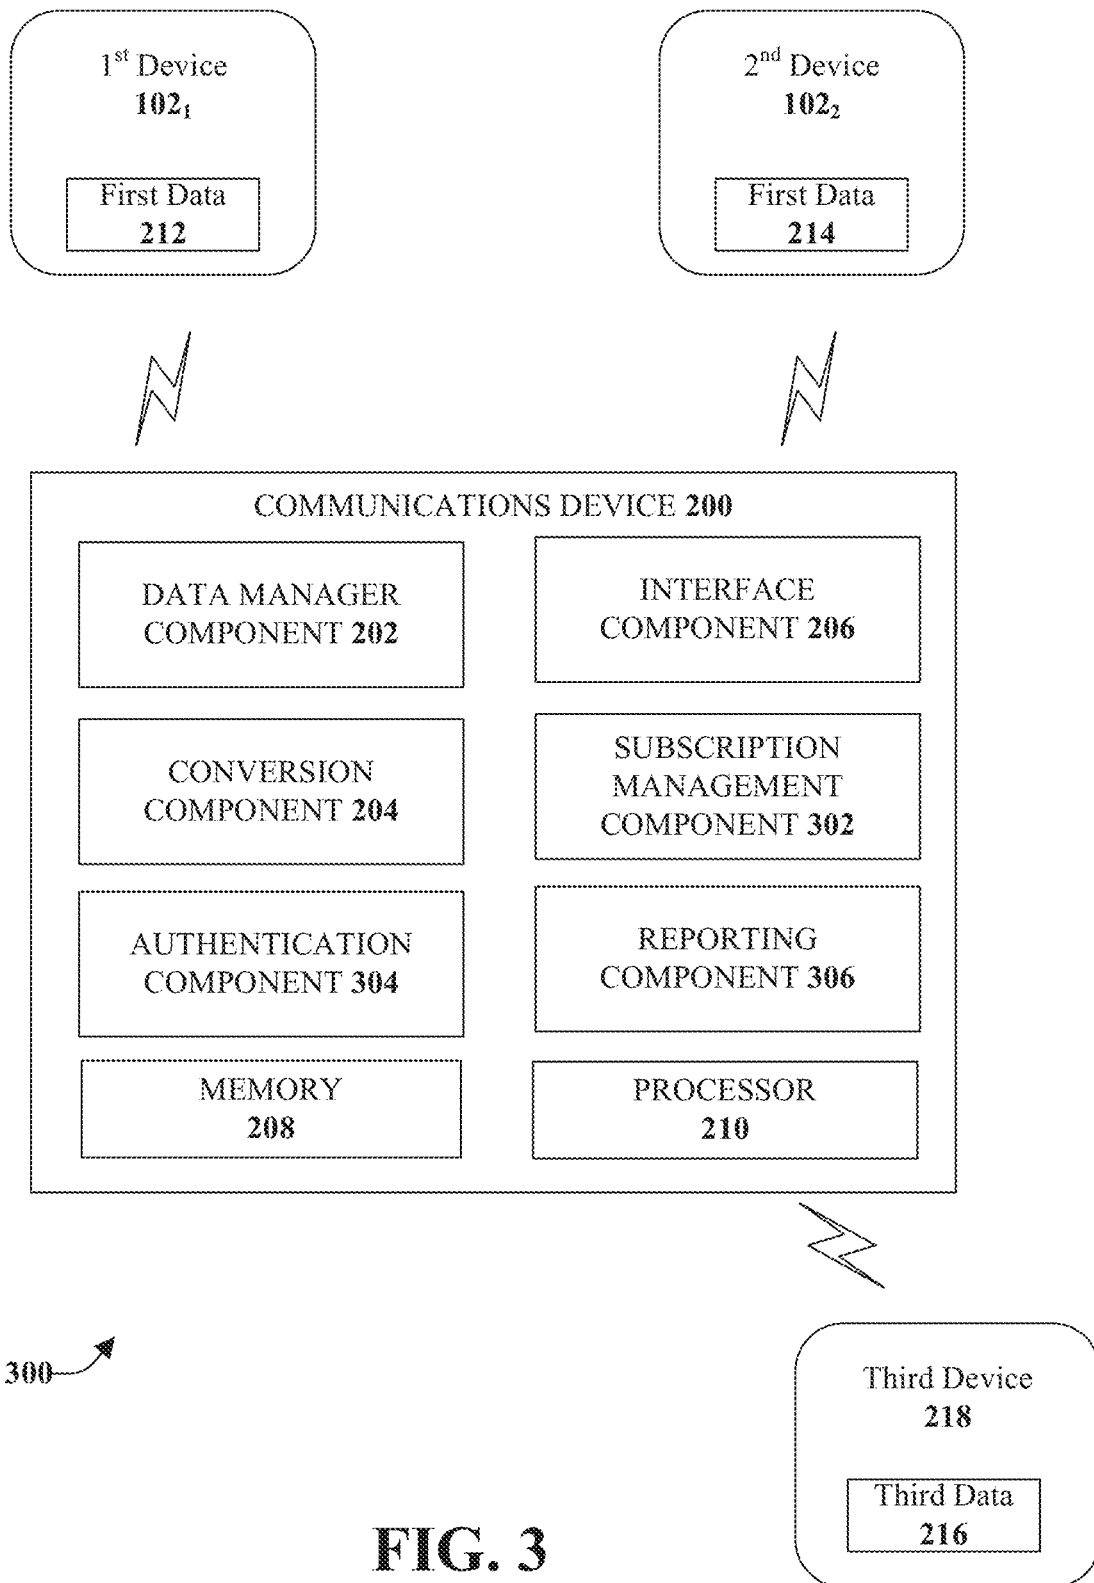 1st Device
102₁
First Data
212
2nd Device
102₂
First Data
214
COMMUNICATIONS DEVICE 200
DATA MANAGER
COMPONENT 202
INTERFACE
COMPONENT 206
CONVERSION
COMPONENT 204
SUBSCRIPTION
MANAGEMENT
COMPONENT 302
AUTHENTICATION
COMPONENT 304
REPORTING
COMPONENT 306
MEMORY
208
PROCESSOR
210
300
Third Device
218
Third Data
216
FIG. 3